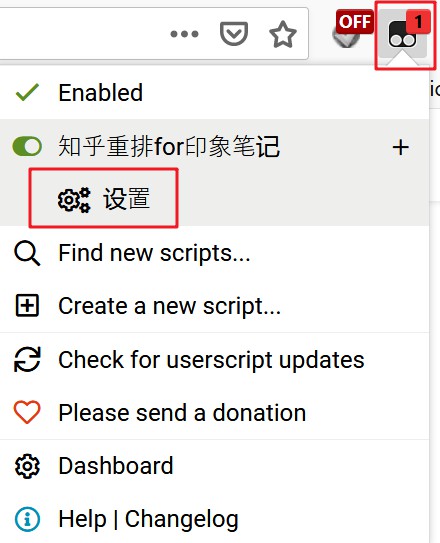 OFF
1
Enabled
知乎重排for印象笔记
设置
Find new scripts...
Create a new script...
Check for userscript updates
Please send a donation
Dashboard
Help | Changelog